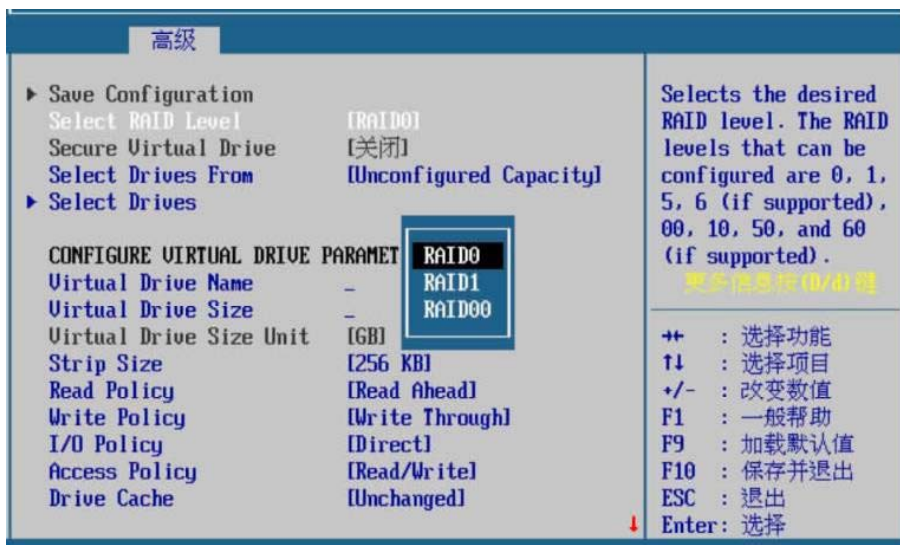 高级
▶ Save Configuration
Select RAID Level [RAID0]
Secure Virtual Drive [关闭]
Select Drives From [Unconfigured Capacity]
▶ Select Drives
CONFIGURE VIRTUAL DRIVE PARAMET
Virtual Drive Name _
Virtual Drive Size _
Virtual Drive Size Unit [GB]
Strip Size [256 KB]
Read Policy [Read Ahead]
Write Policy [Write Through]
I/O Policy [Direct]
Access Policy [Read/Write]
Drive Cache [Unchanged]
RAID0
RAID1
RAID00
Selects the desired
RAID level. The RAID
levels that can be
configured are 0, 1,
5, 6 (if supported),
00, 10, 50, and 60
(if supported).
更多信息按(D/d)键
→← : 选择功能
↑↓ : 选择项目
+/- : 改变数值
F1 : 一般帮助
F9 : 加载默认值
F10 : 保存并退出
ESC : 退出
Enter: 选择